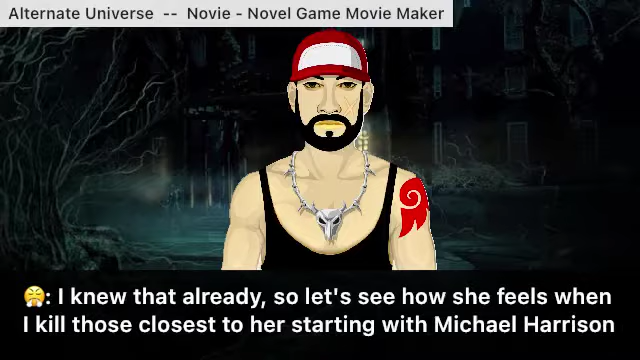 Alternate Universe -- Novie - Novel Game Movie Maker
😤: I knew that already, so let's see how she feels when
I kill those closest to her starting with Michael Harrison